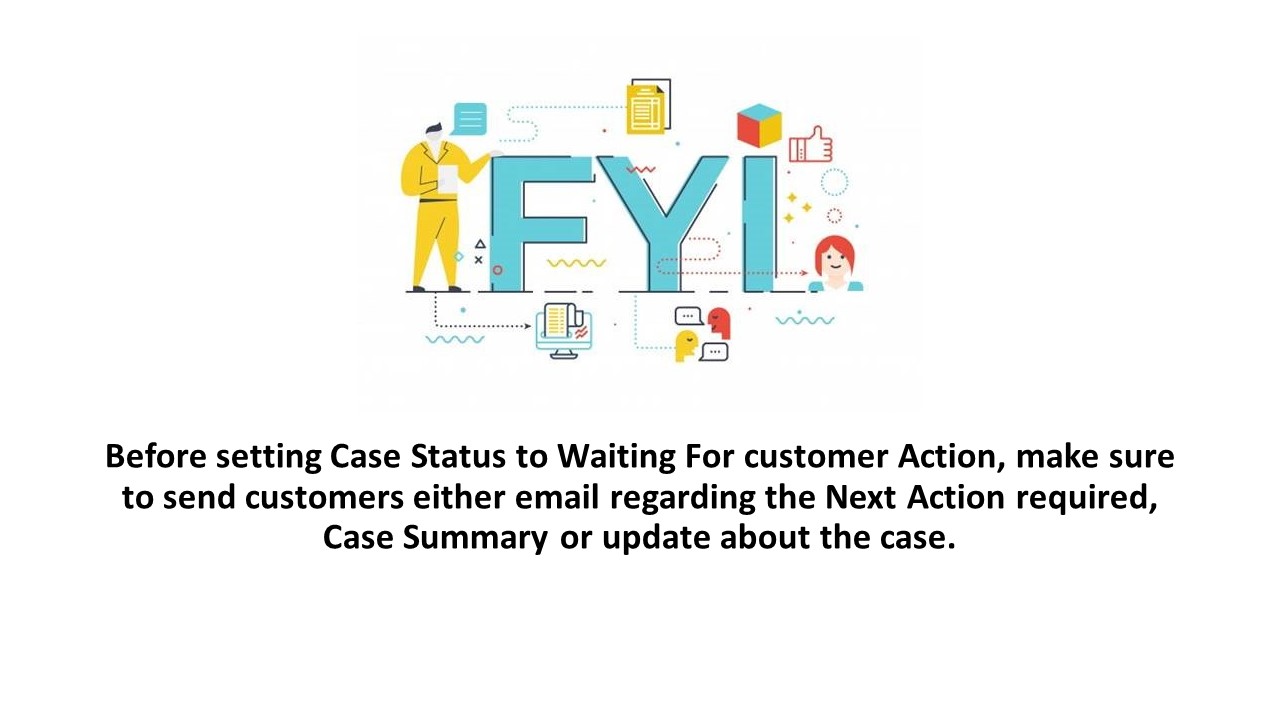 FYI
Before setting Case Status to Waiting For customer Action, make sure
to send customers either email regarding the Next Action required,
Case Summary or update about the case.